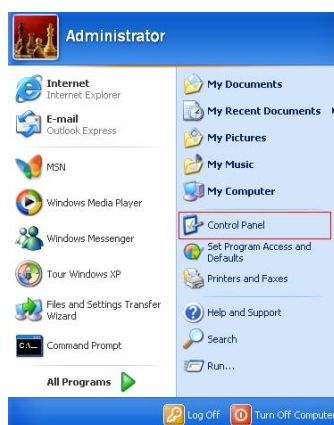 Administrator
Internet
Internet Explorer
E-mail
Outlook Express
MSN
Windows Media Player
Windows Messenger
Tour Windows XP
Files and Settings Transfer
Wizard
Command Prompt
All Programs
My Documents
My Recent Documents
My Pictures
My Music
My Computer
Control Panel
Set Program Access and
Defaults
Printers and Faxes
Help and Support
Search
Run...
Log Off
Turn Off Computer